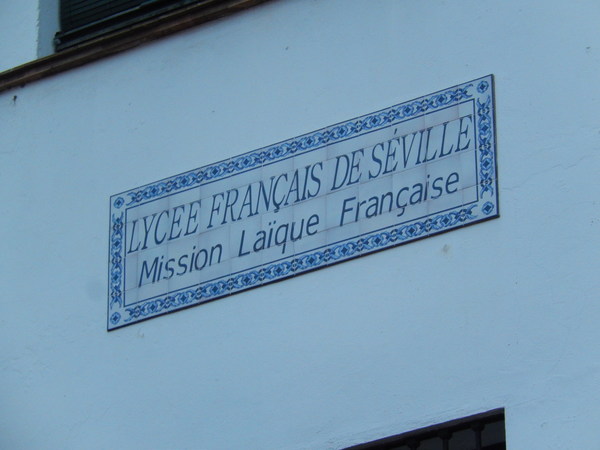 LYCEE FRANÇAIS DE SÉVILLE
Mission Laïque Française